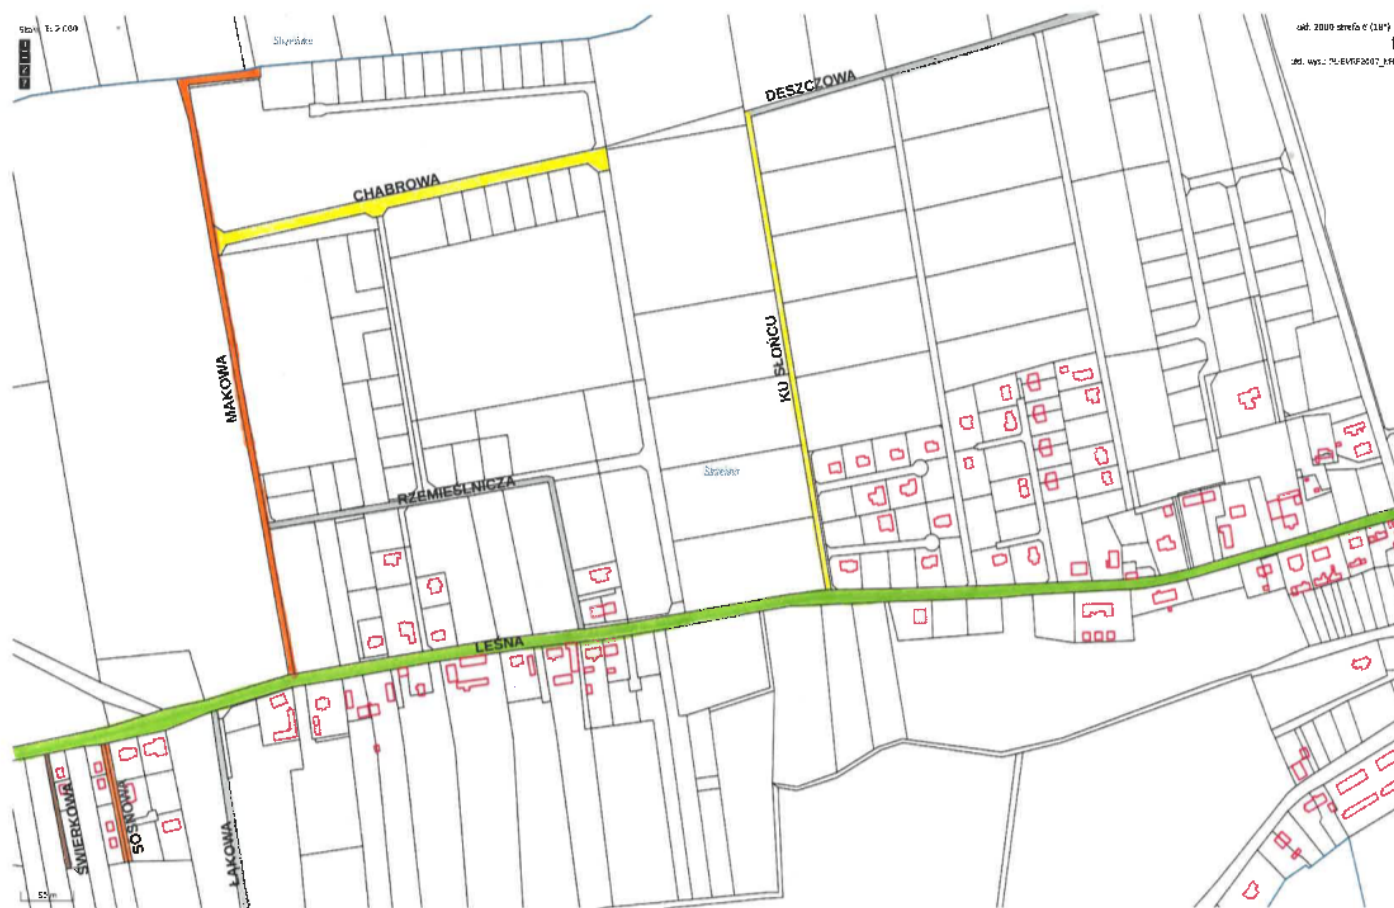 DESZCZOWA
CHABROWA
MAKOWA
KU SŁOŃCU
RZEMIEŚLNICZA
LEŚNA
ŚWIERKOWA
SOSNOWA
ŁĄKOWA